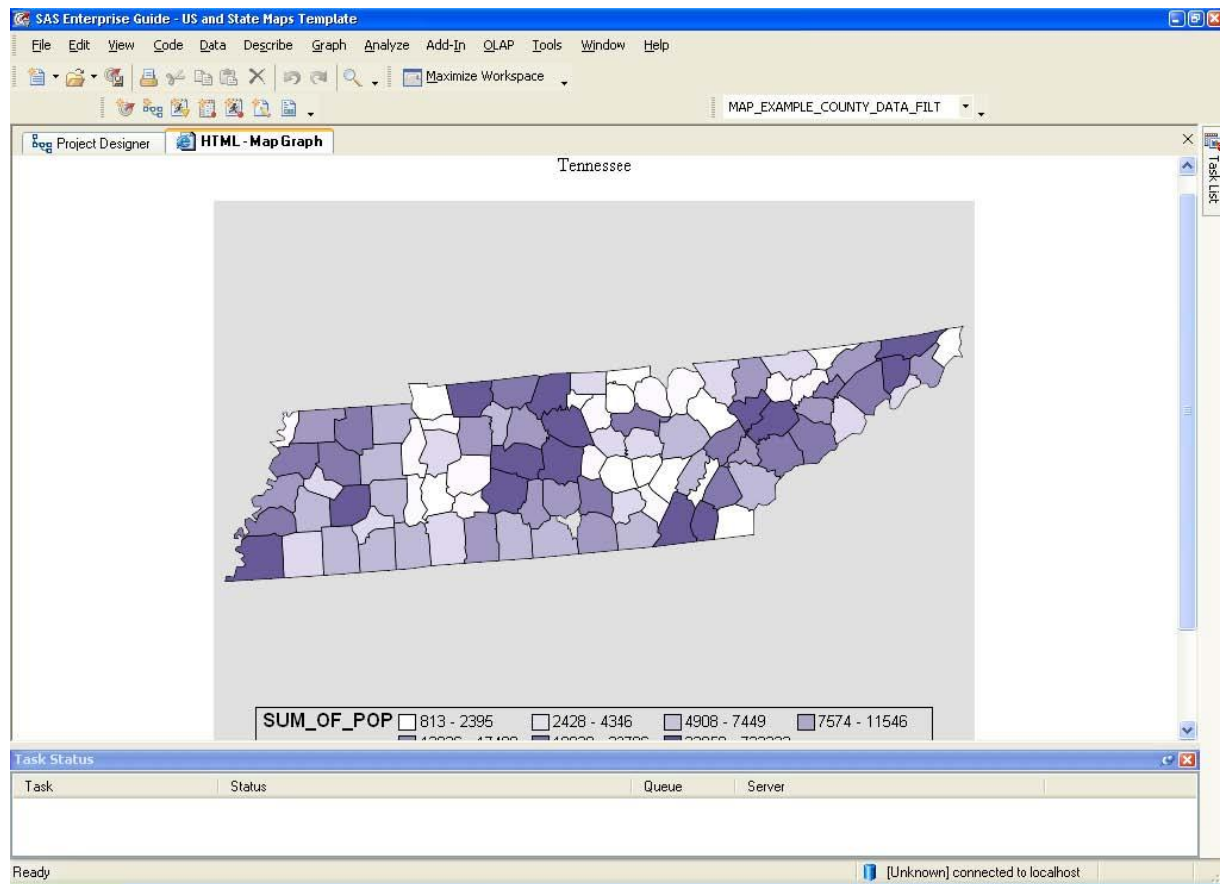 SAS Enterprise Guide - US and State Maps Template
File Edit View Code Data Describe Graph Analyze Add-In OLAP Tools Window Help
Maximize Workspace
MAP_EXAMPLE_COUNTY_DATA_FILT
Project Designer HTML - Map Graph
Task List
Tennessee
SUM_OF_POP 813 - 2395 2428 - 4346 4908 - 7449 7574 - 11546
Task Status
Task Status Queue Server
Ready [Unknown] connected to localhost